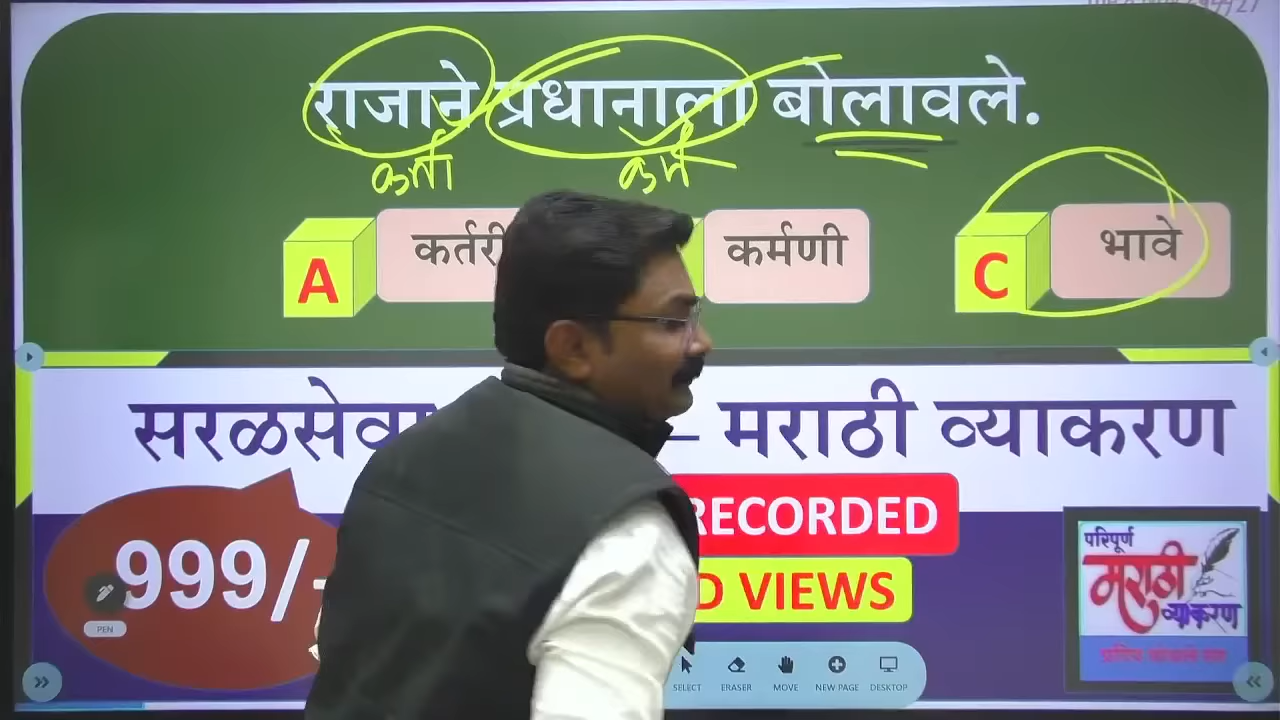 राजाने प्रधानाला बोलावले.
कर्ता कर्म
A कर्तरी कर्मणी C भावे
सरळसेवा – मराठी व्याकरण
999/-
RECORDED
D VIEWS
परिपूर्ण
मराठी
व्याकरण
PEN
SELECT ERASER MOVE NEW PAGE DESKTOP